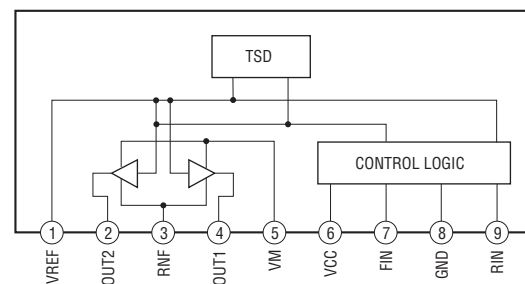 TSD
CONTROL LOGIC
1
2
3
4
5
6
7
8
9
VREF
OUT2
RNF
OUT1
VM
VCC
FIN
GND
RIN